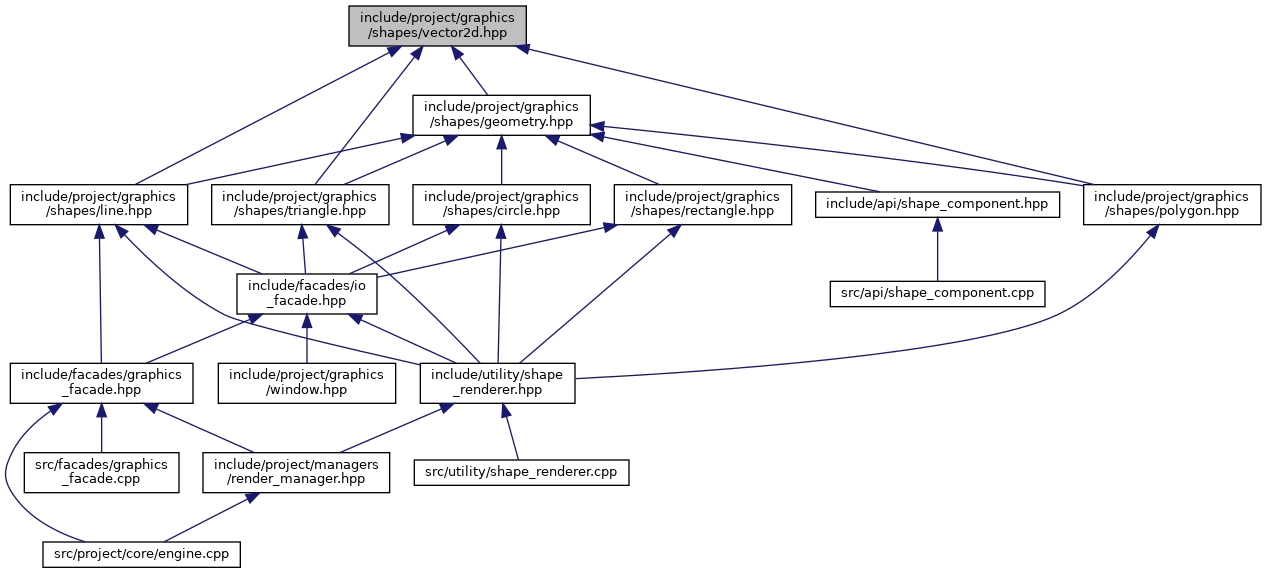 include/project/graphics
/shapes/vector2d.hpp
include/project/graphics
/shapes/geometry.hpp
include/project/graphics
/shapes/line.hpp
include/project/graphics
/shapes/triangle.hpp
include/project/graphics
/shapes/circle.hpp
include/project/graphics
/shapes/rectangle.hpp
include/api/shape_component.hpp
include/project/graphics
/shapes/polygon.hpp
include/facades/io
_facade.hpp
src/api/shape_component.cpp
include/facades/graphics
_facade.hpp
include/project/graphics
/window.hpp
include/utility/shape
_renderer.hpp
src/facades/graphics
_facade.cpp
include/project/managers
/render_manager.hpp
src/utility/shape_renderer.cpp
src/project/core/engine.cpp